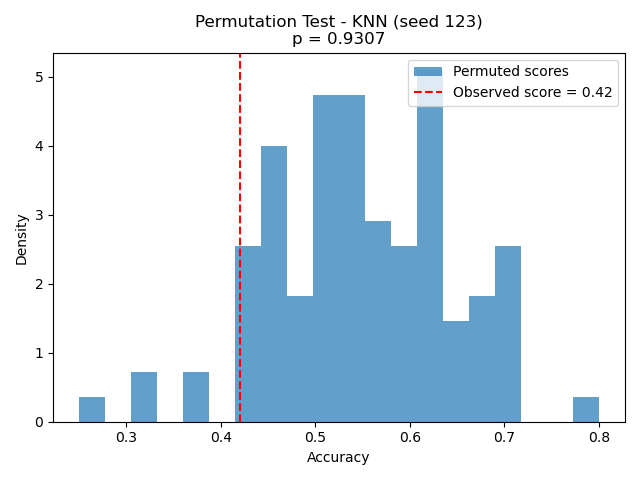 Permutation Test - KNN (seed 123)
p = 0.9307
Permuted scores
Observed score = 0.42
Density
5
4
3
2
1
0
0.3 0.4 0.5 0.6 0.7 0.8
Accuracy